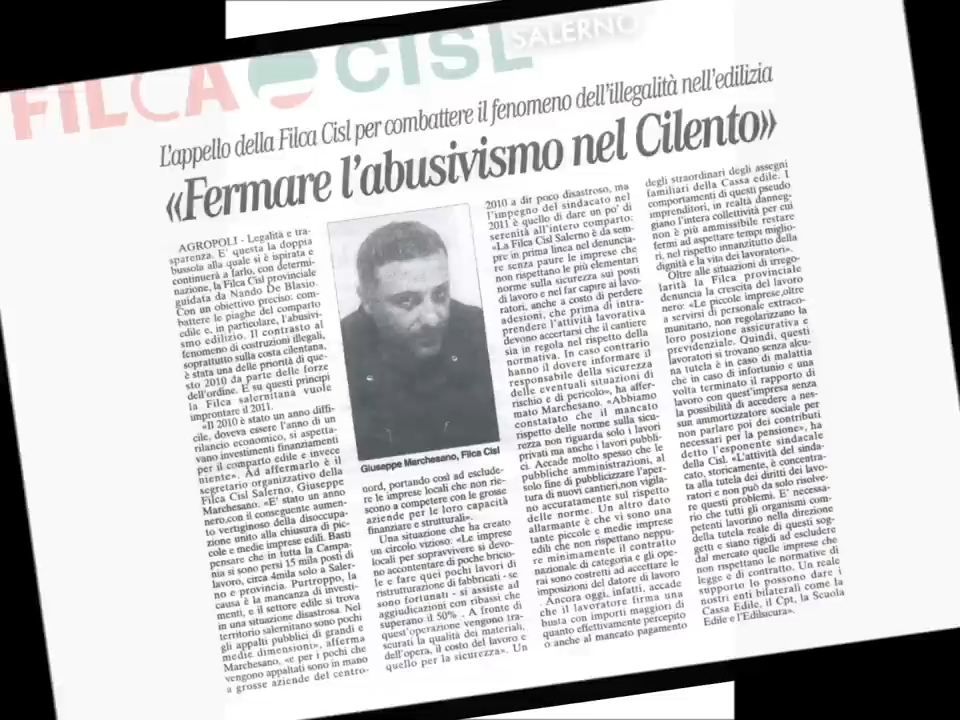 FILCA CISL
SALERNO
L'appello della Filca Cisl per combattere il fenomeno dell'illegalità nell'edilizia
«Fermare l'abusivismo nel Cilento»
AGROPOLI - Legalità e tra-
sparenza. E' questa la doppia
bussola alla quale si è ispirata e
continuerà a farlo, con determi-
nazione, la Filca Cisl provinciale
guidata da Nando De Blasio.
Con un obiettivo preciso: com-
battere le piaghe del comparto
edile e, in particolare, l'abusivi-
smo edilizio. Il contrasto al
fenomeno di costruzioni illegali,
soprattutto sulla costa cilentana,
è stata una delle priorità di que-
sto 2010 da parte delle forze
dell'ordine. E su questi principi
la Filca salernitana vuole
improntare il 2011.
«Il 2010 è stato un anno diffi-
cile, doveva essere l'anno di un
rilancio economico, si aspetta-
vano investimenti finanziamenti
per il comparto edile e invece
niente». Ad affermarlo è il
segretario organizzativo della
Filca Cisl Salerno, Giuseppe
Marchesano. «E' stato un anno
nero,con il conseguente aumen-
to vertiginoso della disoccupa-
zione unito alla chiusura di pic-
cole e medie imprese edili. Basti
pensare che in tutta la Campa-
nia si sono persi 15 mila posti di
lavoro, circa 4mila solo a Saler-
no e provincia. Purtroppo, la
causa è la mancanza di investi-
menti, e il settore edile si trova
in una situazione disastrosa. Nel
territorio salernitano sono pochi
gli appalti pubblici di grandi e
medie dimensioni», afferma
Marchesano, «e per i pochi che
vengono appaltati sono in mano
a grosse aziende del centro-
Giuseppe Marchesano, Filca Cisl
nord, portando così ad esclude-
re le imprese locali che non rie-
scono a competere con le grosse
aziende per le loro capacità
finanziare e strutturali».
Una situazione che ha creato
un circolo vizioso: «Le imprese
locali per sopravvivere si devo-
no accontentare di poche bricio-
le e fare quei pochi lavori di
ristrutturazione di fabbricati - se
sono fortunati - si assiste ad
aggiudicazioni con ribassi che
superano il 50% . A fronte di
quest'operazione vengono tra-
scurati la qualità dei materiali,
dell'opera, il costo del lavoro e
quello per la sicurezza». Un
2010 a dir poco disastroso, ma
l'impegno del sindacato nel
2011 è quello di dare un po' di
serenità all'intero comparto:
«La Filca Cisl Salerno è da sem-
pre in prima linea nel denuncia-
re senza paure le imprese che
non rispettano le più elementari
norme sulla sicurezza sui posti
di lavoro e nel far capire ai lavo-
ratori, anche a costo di perdere
adesioni, che prima di intra-
prendere l'attività lavorativa
devono accertarsi che il cantiere
sia in regola nel rispetto della
normativa. In caso contrario
hanno il dovere informare il
responsabile della sicurezza
delle eventuali situazioni di
rischio e di pericolo», ha affer-
mato Marchesano. «Abbiamo
constatato che il mancato
rispetto delle norme sulla sicu-
rezza non riguarda solo i lavori
privati ma anche i lavori pubbli-
ci. Accade molto spesso che le
pubbliche amministrazioni, al
solo fine di pubblicizzare l'aper-
tura di nuovi cantieri,non vigila-
no accuratamente sul rispetto
delle norme. Un altro dato
allarmante è che vi sono una
tante piccole e medie imprese
edili che non rispettano neppu-
re minimamente il contratto
nazionale di categoria e gli ope-
rai sono costretti ad accettare le
imposizioni del datore di lavoro
. Ancora oggi, infatti, accade
che il lavoratore firma una
busta con importi maggiori di
quanto effettivamente percepito
o anche al mancato pagamento
degli straordinari degli assegni
familiari della Cassa edile. I
comportamenti di questi pseudo
imprenditori, in realtà danneg-
giano l'intera collettività per cui
non è più ammissibile restare
fermi ad aspettare tempi miglio-
ri, nel rispetto innanzitutto della
dignità e la vita dei lavoratori».
Oltre alle situazioni di irrego-
larità la Filca provinciale
denuncia la crescita del lavoro
nero: «Le piccole imprese,oltre
a servirsi di personale extraco-
munitario, non regolarizzano la
loro posizione assicurativa e
previdenziale. Quindi, questi
lavoratori si trovano senza alcu-
na tutela è in caso di malattia
che in caso di infortunio e una
volta terminato il rapporto di
lavoro con quest'impresa senza
la possibilità di accedere a nes-
sun ammortizatore sociale per
non parlare poi dei contributi
necessari per la pensione», ha
detto l'esponente sindacale
della Cisl. «L'attività del sinda-
cato, storicamente, è concentra-
ta alla tutela dei diritti dei lavo-
ratori e non può da solo risolve-
re questi problemi. E' necessa-
rio che tutti gli organismi com-
petenti lavorino nella direzione
della tutela reale di questi sog-
getti e siano rigidi ad escludere
dal mercato quelle imprese che
non rispettano le normative di
legge e di contratto. Un reale
supporto lo possono dare i
nostri enti bilaterali come la
Cassa Edile, il Cpt, la Scuola
Edile e l'Edilsacura».